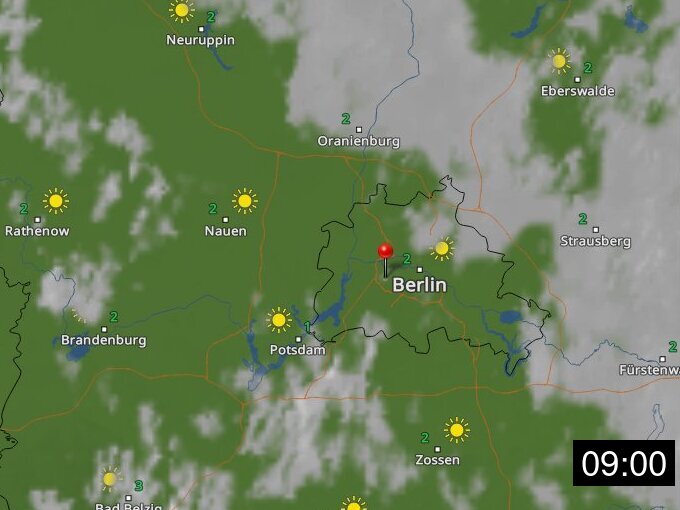 2
Neuruppin
2
Eberswalde
2
Oranienburg
2
Rathenow
2
Nauen
2
Strausberg
2
Berlin
2
Brandenburg
1
Potsdam
2
Fürstenwa
2
Zossen
09:00
3
Bad Belzig